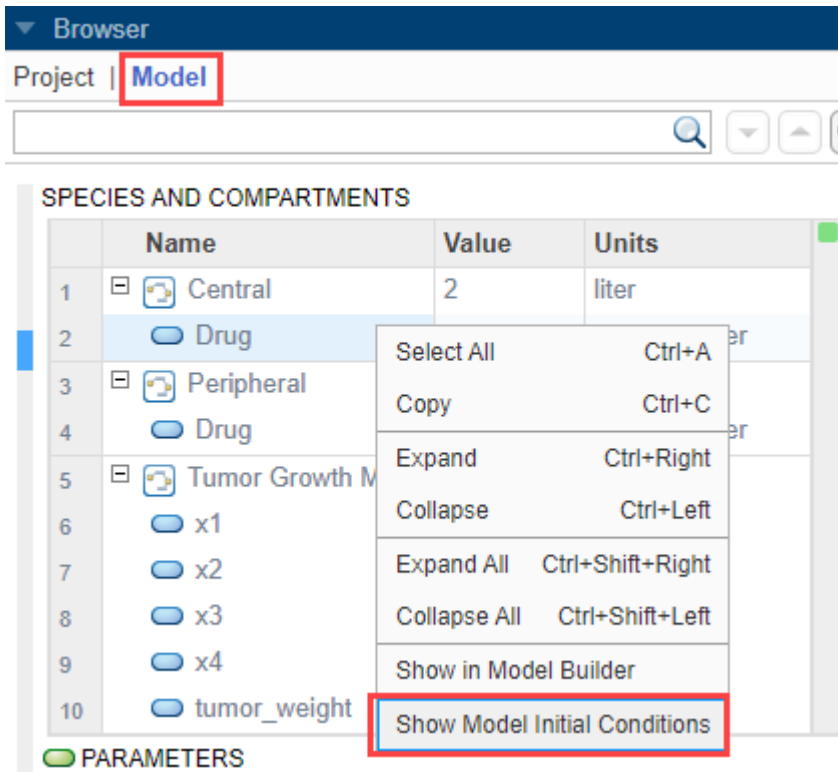 Browser
Project | Model
SPECIES AND COMPARTMENTS
Name Value Units
1 Central 2 liter
2 Drug er
3 Peripheral
4 Drug er
5 Tumor Growth M
6 x1
7 x2
8 x3
9 x4
10 tumor_weight
Select All Ctrl+A
Copy Ctrl+C
Expand Ctrl+Right
Collapse Ctrl+Left
Expand All Ctrl+Shift+Right
Collapse All Ctrl+Shift+Left
Show in Model Builder
Show Model Initial Conditions
PARAMETERS